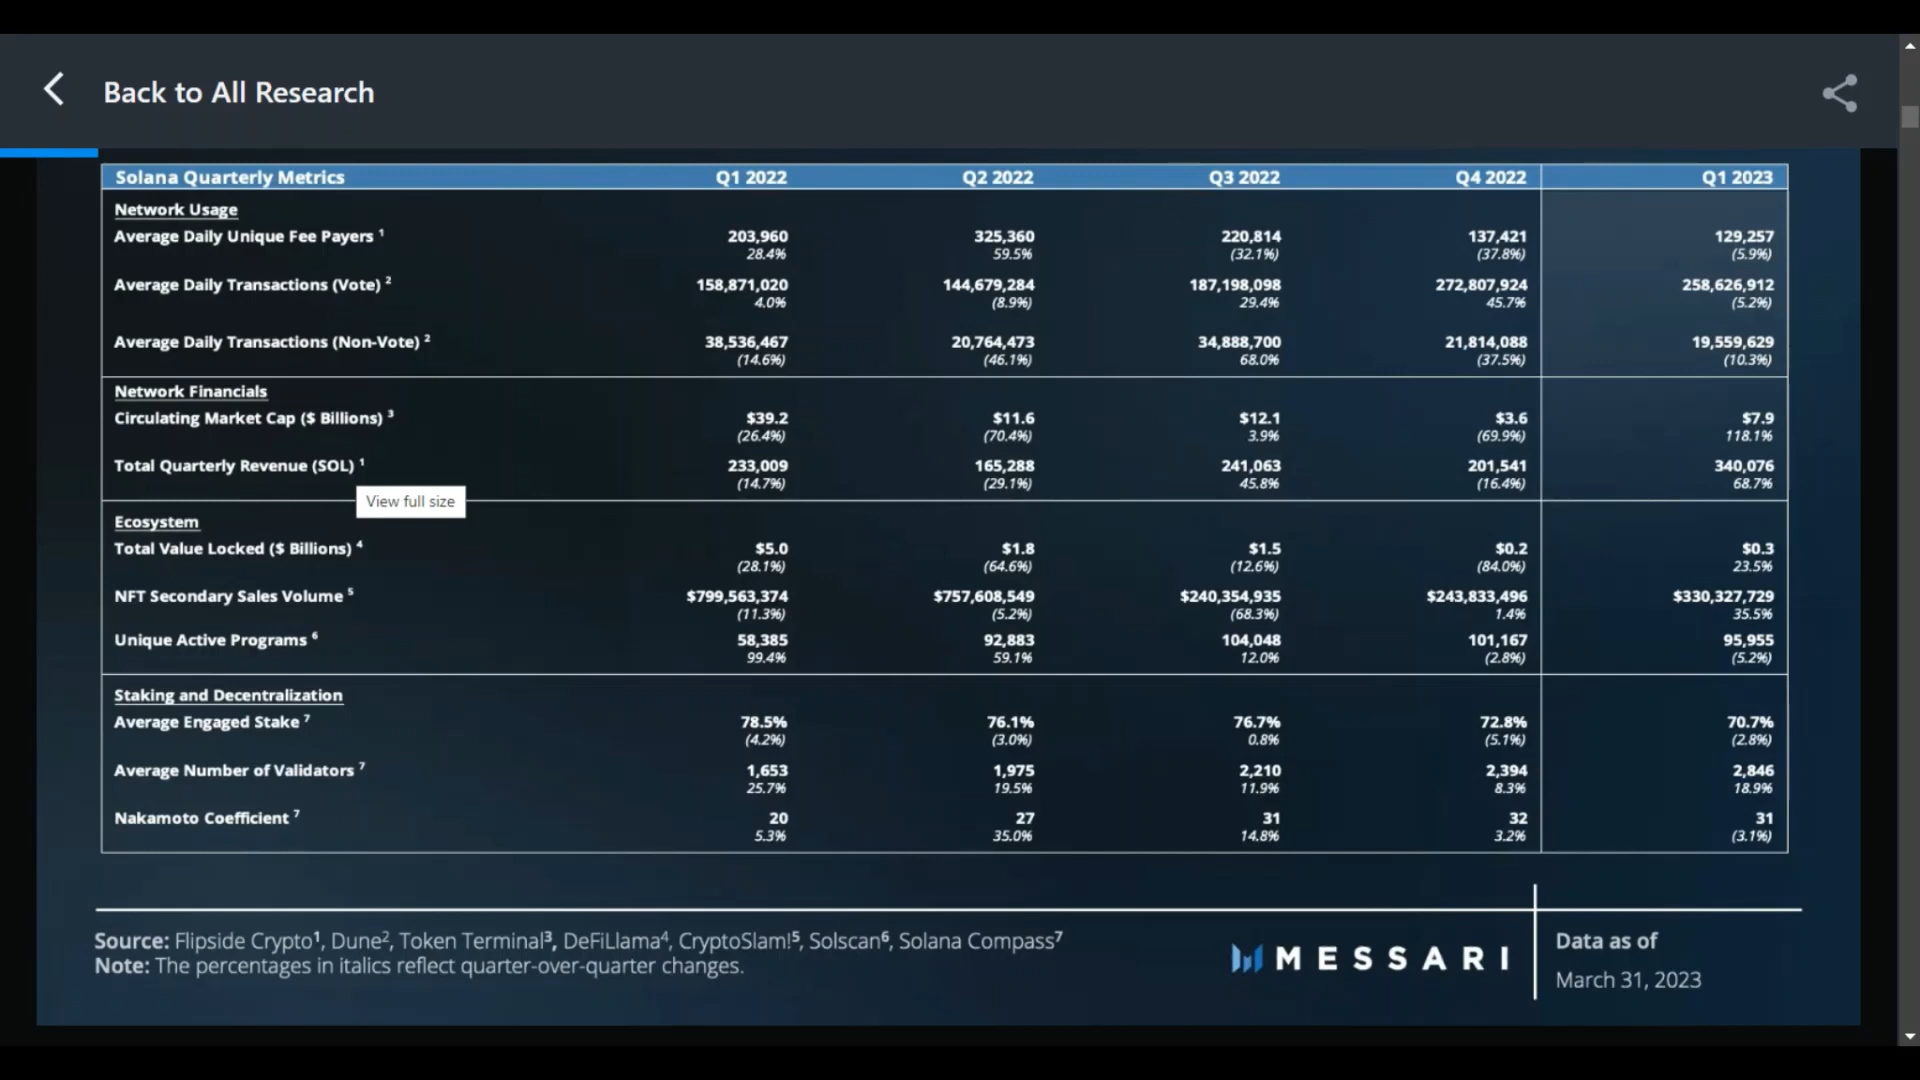 Back to All Research
Solana Quarterly Metrics Q1 2022 Q2 2022 Q3 2022 Q4 2022 Q1 2023
Network Usage
Average Daily Unique Fee Payers ¹ 203,960 325,360 220,814 137,421 129,257
28.4% 59.5% (32.1%) (37.8%) (5.9%)
Average Daily Transactions (Vote) ² 158,871,020 144,679,284 187,198,098 272,807,924 258,626,912
4.0% (8.9%) 29.4% 45.7% (5.2%)
Average Daily Transactions (Non-Vote) ² 38,536,467 20,764,473 34,888,700 21,814,088 19,559,629
(14.6%) (46.1%) 68.0% (37.5%) (10.3%)
Network Financials
Circulating Market Cap ($ Billions) ³ $39.2 $11.6 $12.1 $3.6 $7.9
(26.4%) (70.4%) 3.9% (69.9%) 118.1%
Total Quarterly Revenue (SOL) ¹ 233,009 165,288 241,063 201,541 340,076
(14.7%) (29.1%) 45.8% (16.4%) 68.7%
View full size
Ecosystem
Total Value Locked ($ Billions) ⁴ $5.0 $1.8 $1.5 $0.2 $0.3
(28.1%) (64.6%) (12.6%) (84.0%) 23.5%
NFT Secondary Sales Volume ⁵ $799,563,374 $757,608,549 $240,354,935 $243,833,496 $330,327,729
(11.3%) (5.2%) (68.3%) 1.4% 35.5%
Unique Active Programs ⁶ 58,385 92,883 104,048 101,167 95,955
99.4% 59.1% 12.0% (2.8%) (5.2%)
Staking and Decentralization
Average Engaged Stake ⁷ 78.5% 76.1% 76.7% 72.8% 70.7%
(4.2%) (3.0%) 0.8% (5.1%) (2.8%)
Average Number of Validators ⁷ 1,653 1,975 2,210 2,394 2,846
25.7% 19.5% 11.9% 8.3% 18.9%
Nakamoto Coefficient ⁷ 20 27 31 32 31
5.3% 35.0% 14.8% 3.2% (3.1%)
Source: Flipside Crypto¹, Dune², Token Terminal³, DeFiLlama⁴, CryptoSlam!⁵, Solscan⁶, Solana Compass⁷
Note: The percentages in italics reflect quarter-over-quarter changes.
MESSARI
Data as of
March 31, 2023